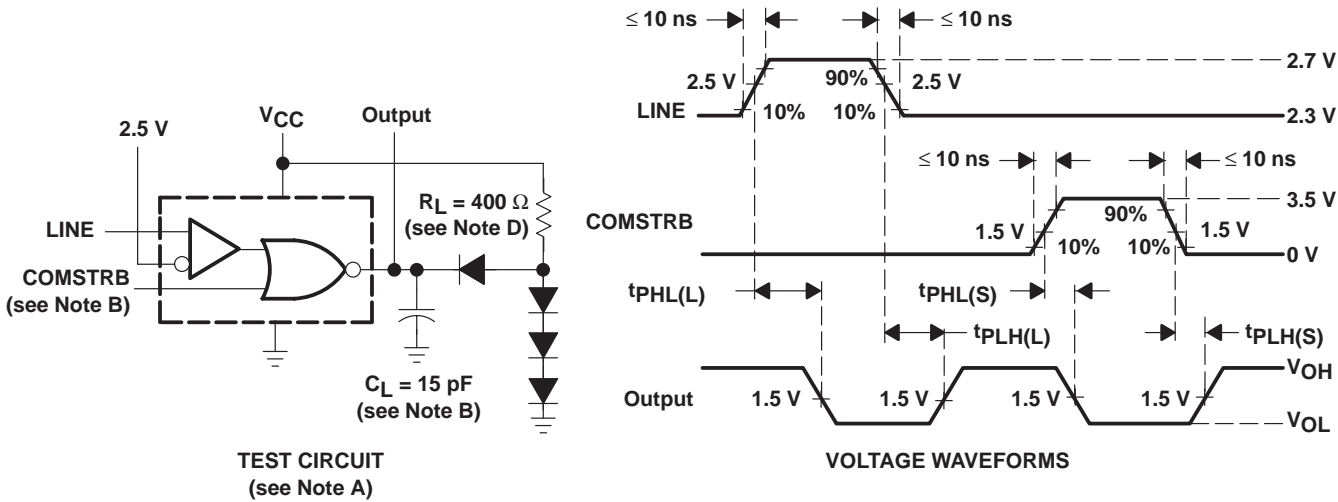 ≤ 10 ns
≤ 10 ns
2.7 V
2.5 V
90%
2.5 V
LINE
10%
10%
2.3 V
≤ 10 ns
≤ 10 ns
3.5 V
COMSTRB
1.5 V
90%
10%
10%
1.5 V
0 V
tPHL(L)
tPHL(S)
tPLH(L)
tPLH(S)
VOH
Output
1.5 V
1.5 V
1.5 V
1.5 V
VOL
VOLTAGE WAVEFORMS
VCC
Output
2.5 V
RL = 400 Ω
(see Note D)
LINE
COMSTRB
(see Note B)
CL = 15 pF
(see Note B)
TEST CIRCUIT
(see Note A)